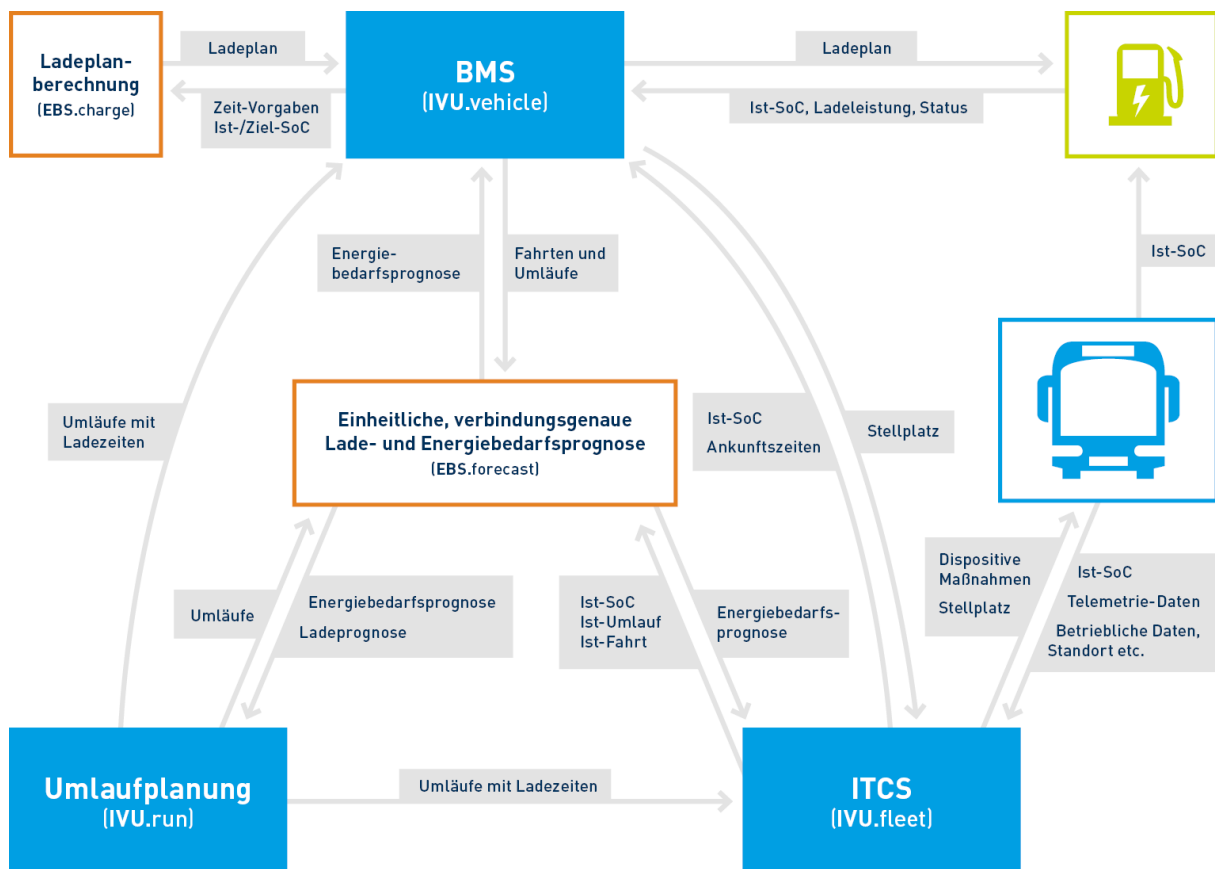 Ladeplan-
berechnung
(EBS.charge)
Ladeplan
Zeit-Vorgaben
Ist-/Ziel-SoC
BMS
(IVU.vehicle)
Ladeplan
Ist-SoC, Ladeleistung, Status
Energie-
bedarfsprognose
Fahrten und
Umläufe
Ist-SoC
Umläufe mit
Ladezeiten
Einheitliche, verbindungsgenaue
Lade- und Energiebedarfsprognose
(EBS.forecast)
Ist-SoC
Ankunftszeiten
Stellplatz
Umläufe
Energiebedarfsprognose
Ladeprognose
Ist-SoC
Ist-Umlauf
Ist-Fahrt
Energiebedarfs-
prognose
Dispositive
Maßnahmen
Stellplatz
Ist-SoC
Telemetrie-Daten
Betriebliche Daten,
Standort etc.
Umlaufplanung
(IVU.run)
Umläufe mit Ladezeiten
ITCS
(IVU.fleet)